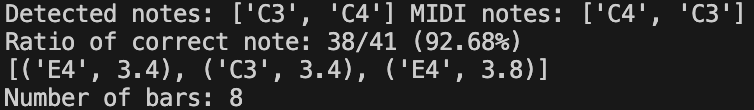 Detected notes: ['C3', 'C4'] MIDI notes: ['C4', 'C3']
Ratio of correct note: 38/41 (92.68%)
[('E4', 3.4), ('C3', 3.4), ('E4', 3.8)]
Number of bars: 8